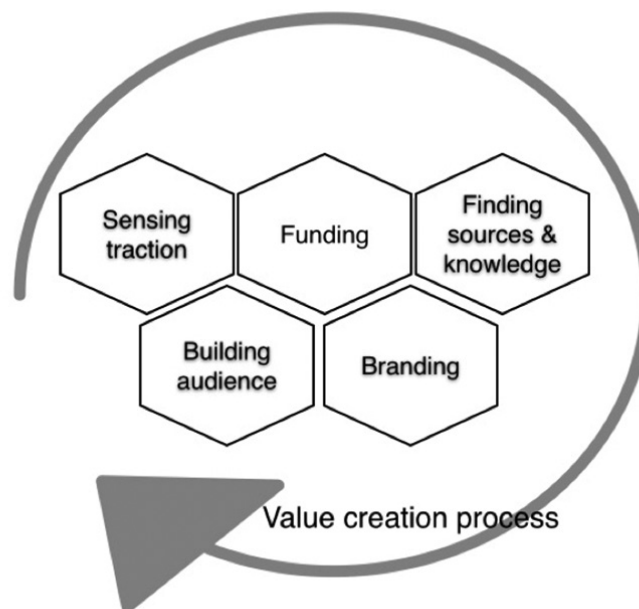 Sensing
traction
Funding
Finding
sources &
knowledge
Building
audience
Branding
Value creation process